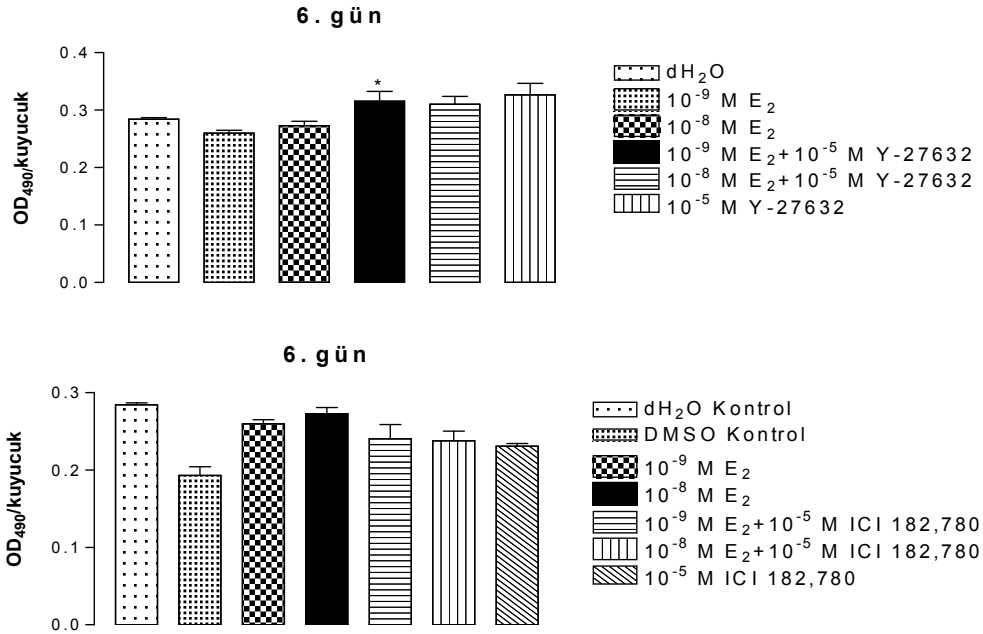 6. gün
OD₄₉₀/kuyucuk
0.4
0.3
0.2
0.1
0.0
*
dH₂O
10⁻⁹ M E₂
10⁻⁸ M E₂
10⁻⁹ M E₂+10⁻⁵ M Y-27632
10⁻⁸ M E₂+10⁻⁵ M Y-27632
10⁻⁵ M Y-27632
6. gün
OD₄₉₀/kuyucuk
0.3
0.2
0.1
0.0
dH₂O Kontrol
DMSO Kontrol
10⁻⁹ M E₂
10⁻⁸ M E₂
10⁻⁹ M E₂+10⁻⁵ M ICI 182,780
10⁻⁸ M E₂+10⁻⁵ M ICI 182,780
10⁻⁵ M ICI 182,780